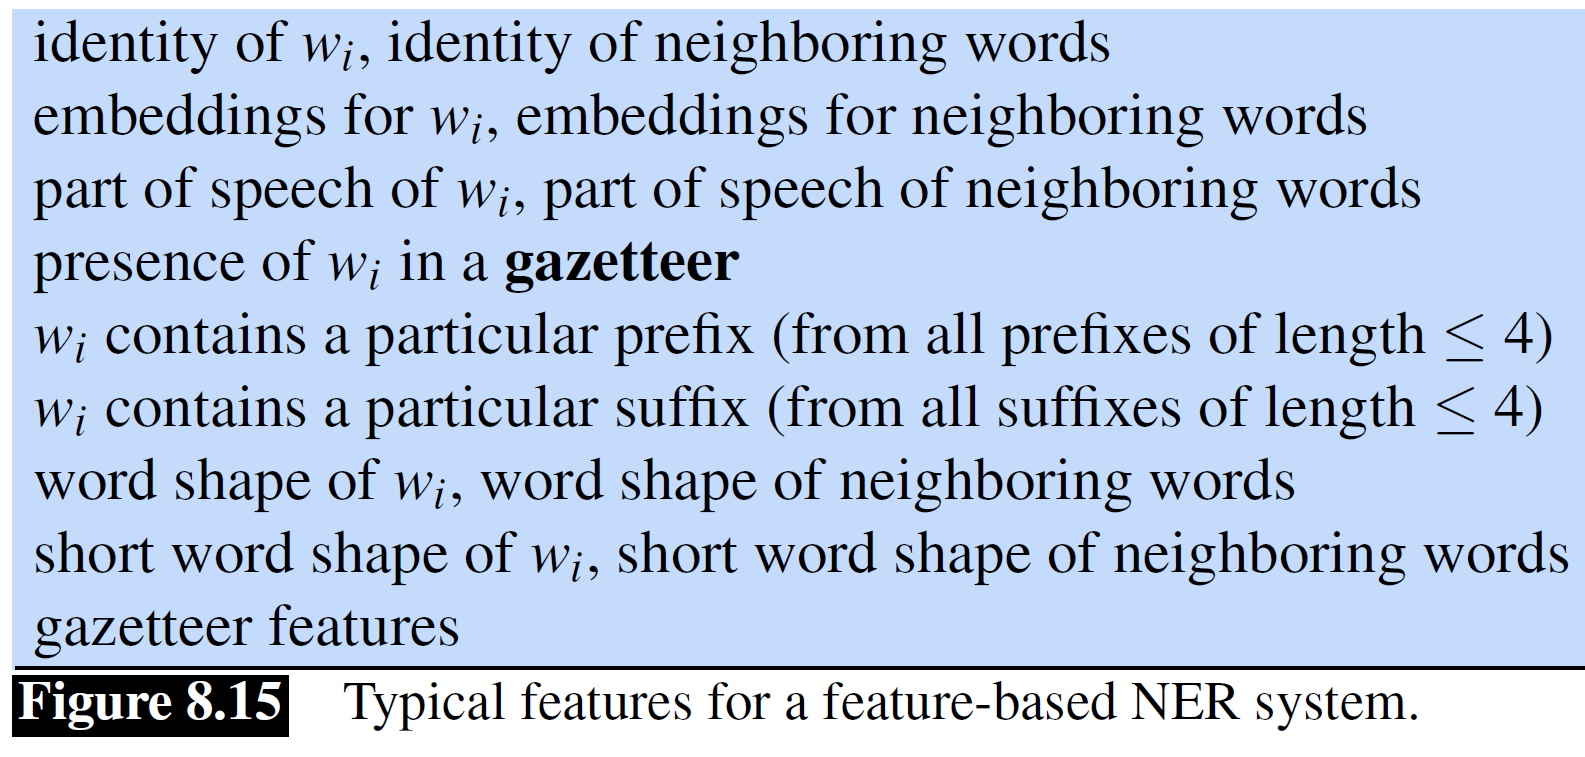 identity of wᵢ, identity of neighboring words
embeddings for wᵢ, embeddings for neighboring words
part of speech of wᵢ, part of speech of neighboring words
presence of wᵢ in a gazetteer
wᵢ contains a particular prefix (from all prefixes of length ≤ 4)
wᵢ contains a particular suffix (from all suffixes of length ≤ 4)
word shape of wᵢ, word shape of neighboring words
short word shape of wᵢ, short word shape of neighboring words
gazetteer features
Figure 8.15 Typical features for a feature-based NER system.